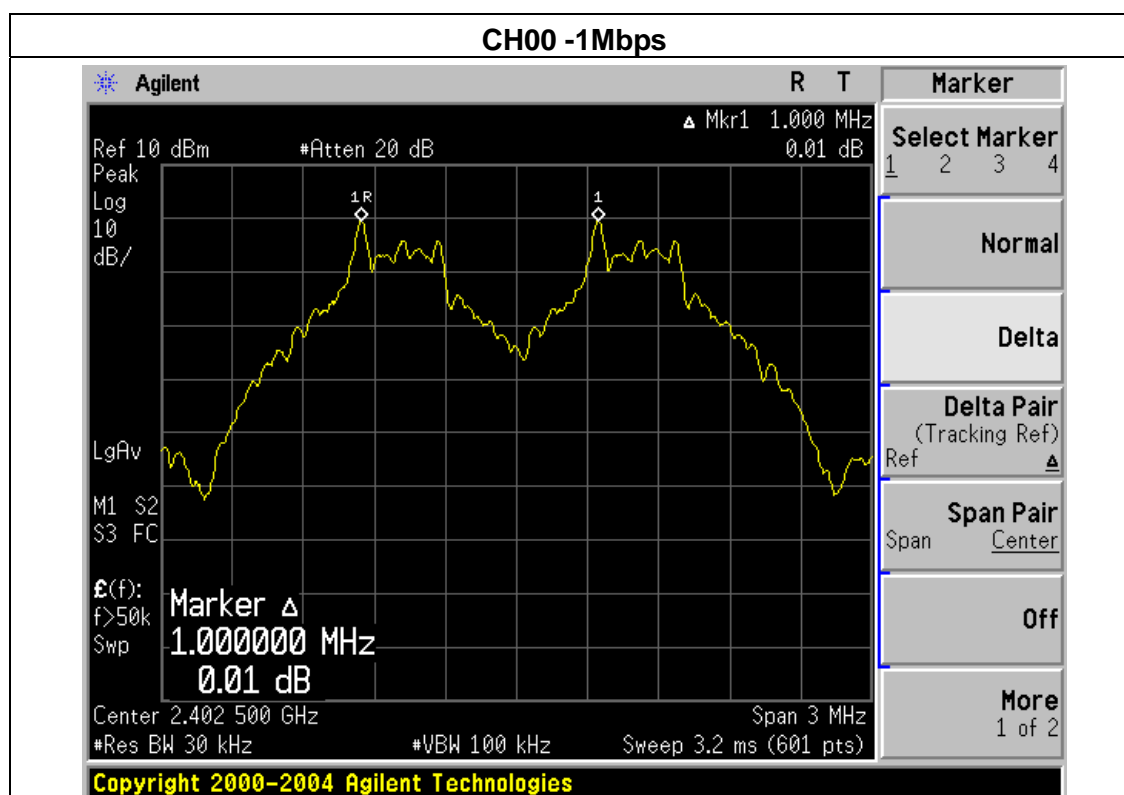 CH00 -1Mbps
Agilent R T
Δ Mkr1 1.000 MHz
Ref 10 dBm #Atten 20 dB 0.01 dB
Peak
Log
10
dB/
1R
1
LgAv
M1 S2
S3 FC
£(f):
f>50k
Swp
Marker Δ
1.000000 MHz
0.01 dB
Center 2.402 500 GHz Span 3 MHz
#Res BW 30 kHz #VBW 100 kHz Sweep 3.2 ms (601 pts)
Copyright 2000-2004 Agilent Technologies
Marker
Select Marker
1 2 3 4
Normal
Delta
Delta Pair
(Tracking Ref)
Ref Δ
Span Pair
Span Center
Off
More
1 of 2